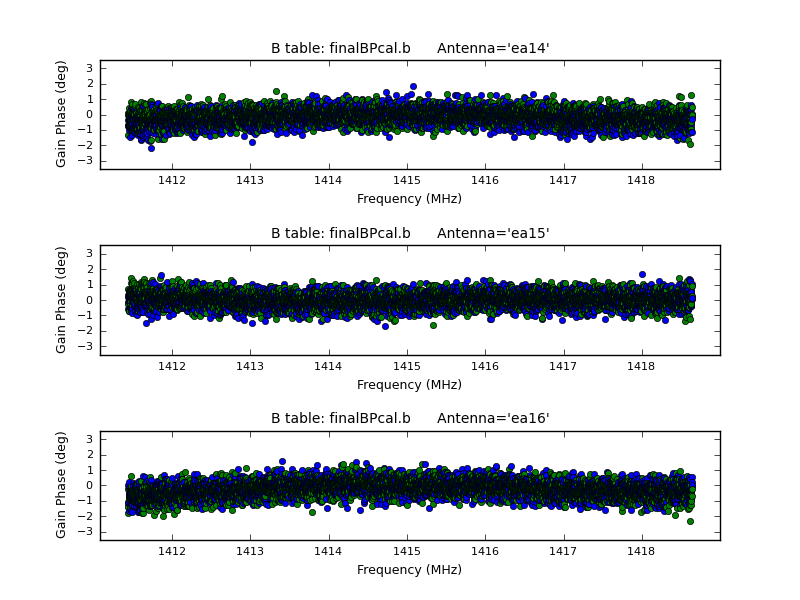 B table: finalBPcal.b Antenna='ea14'
Gain Phase (deg)
3
2
1
0
−1
−2
−3
1412 1413 1414 1415 1416 1417 1418
Frequency (MHz)
B table: finalBPcal.b Antenna='ea15'
Gain Phase (deg)
3
2
1
0
−1
−2
−3
1412 1413 1414 1415 1416 1417 1418
Frequency (MHz)
B table: finalBPcal.b Antenna='ea16'
Gain Phase (deg)
3
2
1
0
−1
−2
−3
1412 1413 1414 1415 1416 1417 1418
Frequency (MHz)